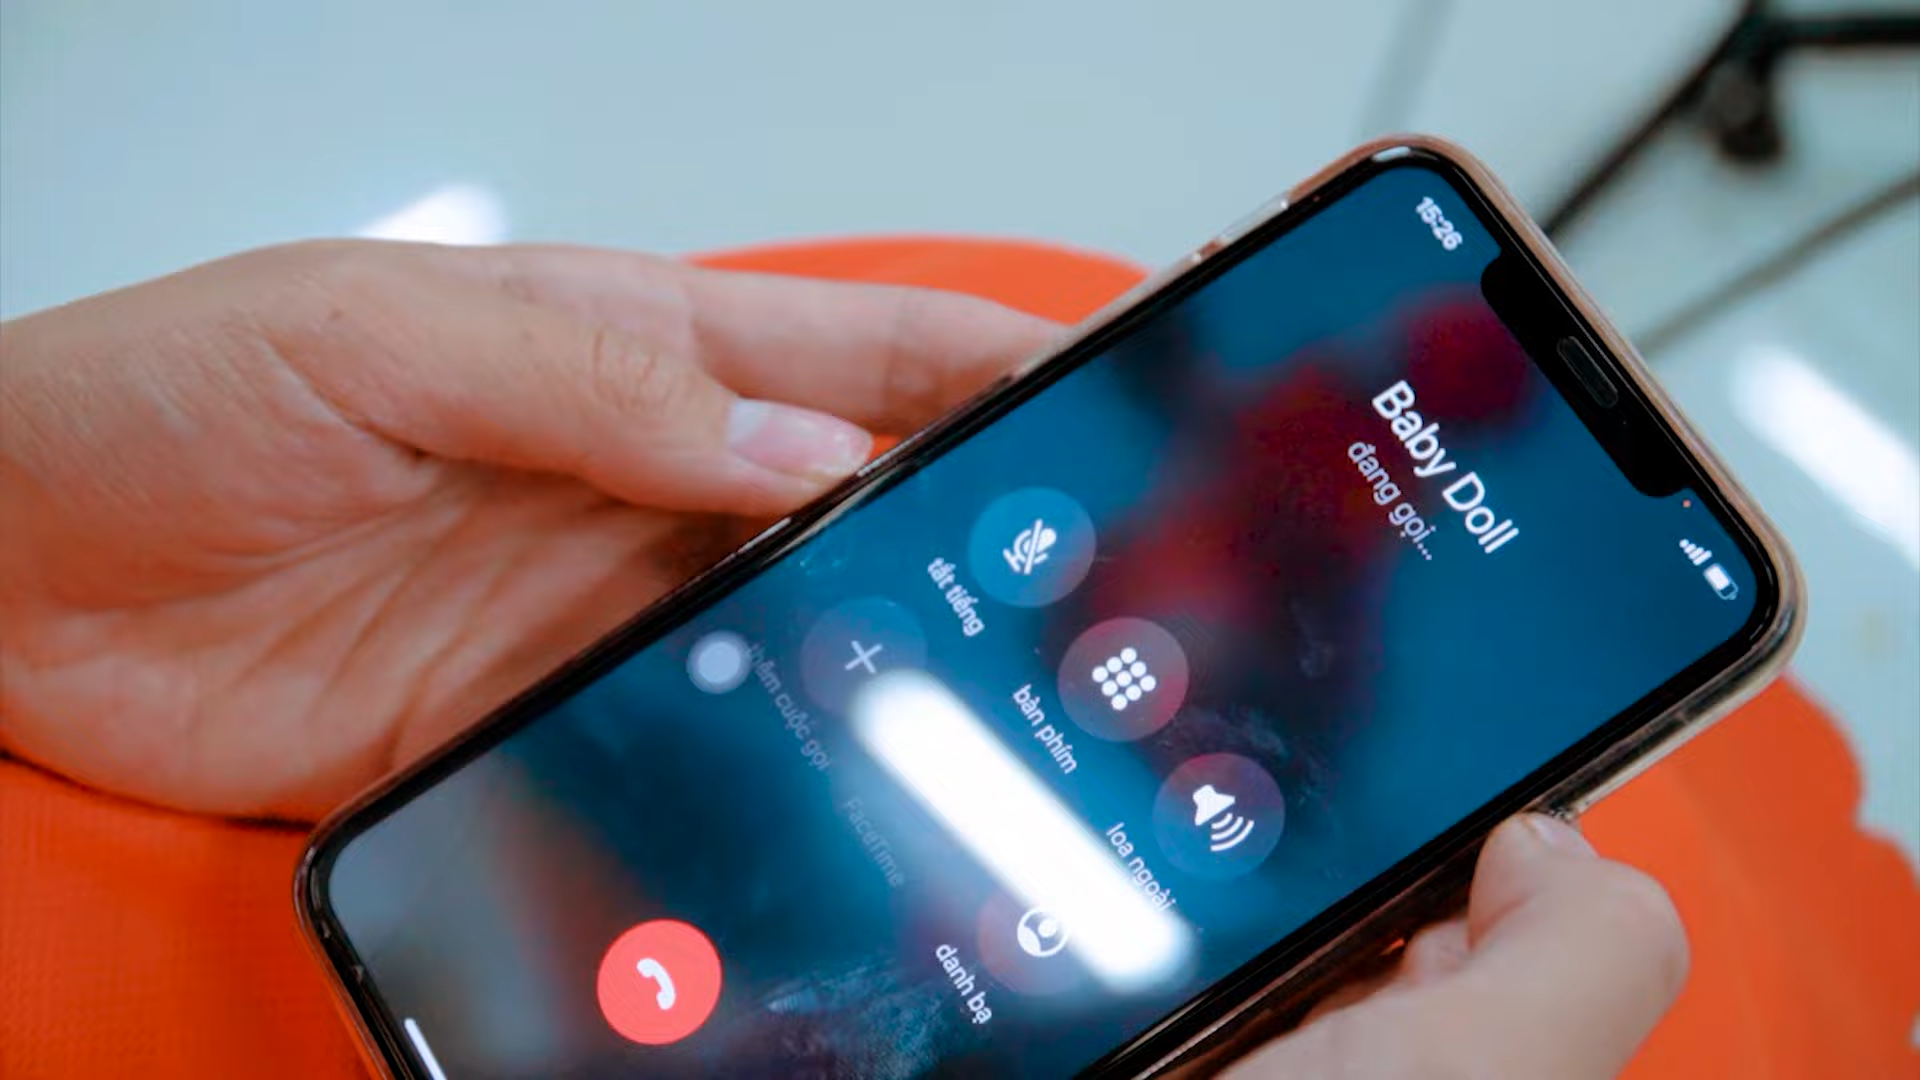 15:26
Baby Doll
đang gọi...
tắt tiếng
bàn phím
loa ngoài
thêm cuộc gọi
FaceTime
danh bạ